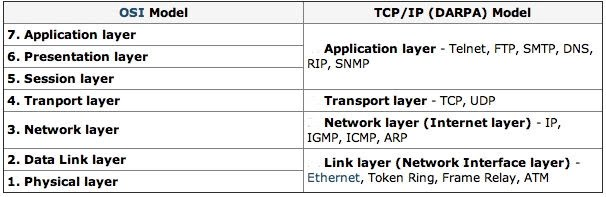 OSI Model
TCP/IP (DARPA) Model
7. Application layer
6. Presentation layer
5. Session layer
Application layer - Telnet, FTP, SMTP, DNS,
RIP, SNMP
4. Tranport layer
Transport layer - TCP, UDP
3. Network layer
Network layer (Internet layer) - IP,
IGMP, ICMP, ARP
2. Data Link layer
1. Physical layer
Link layer (Network Interface layer) -
Ethernet, Token Ring, Frame Relay, ATM